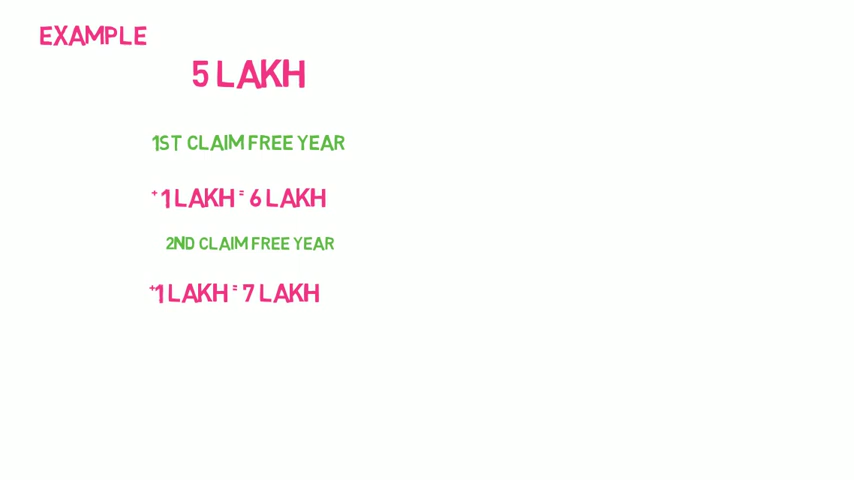 EXAMPLE
5 LAKH
1ST CLAIM FREE YEAR
+1 LAKH = 6 LAKH
2ND CLAIM FREE YEAR
+1 LAKH = 7 LAKH